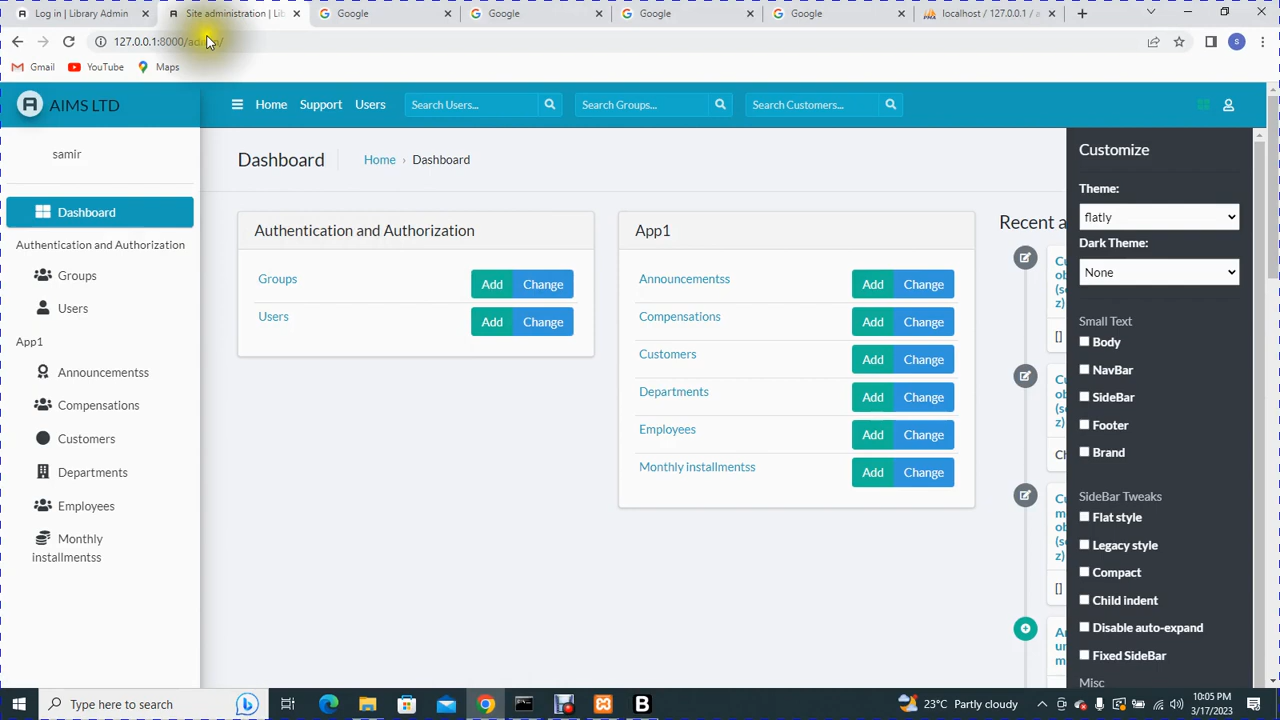 Log in | Library Admin
Site administration | Lib
Google
Google
Google
Google
localhost / 127.0.0.1 /
127.0.0.1:8000/admin/
Gmail
YouTube
Maps
AIMS LTD
Home
Support
Users
Search Users...
Search Groups...
Search Customers...
samir
Dashboard
Authentication and Authorization
Groups
Users
App1
Announcementss
Compensations
Customers
Departments
Employees
Monthly
installmentss
Dashboard
Home › Dashboard
Authentication and Authorization
Groups Add Change
Users Add Change
App1
Announcementss Add Change
Compensations Add Change
Customers Add Change
Departments Add Change
Employees Add Change
Monthly installmentss Add Change
Recent a
[]
[]
Customize
Theme:
flatly
Dark Theme:
None
Small Text
Body
NavBar
SideBar
Footer
Brand
SideBar Tweaks
Flat style
Legacy style
Compact
Child indent
Disable auto-expand
Fixed SideBar
Misc
Type here to search
23°C Partly cloudy
10:05 PM
3/17/2023